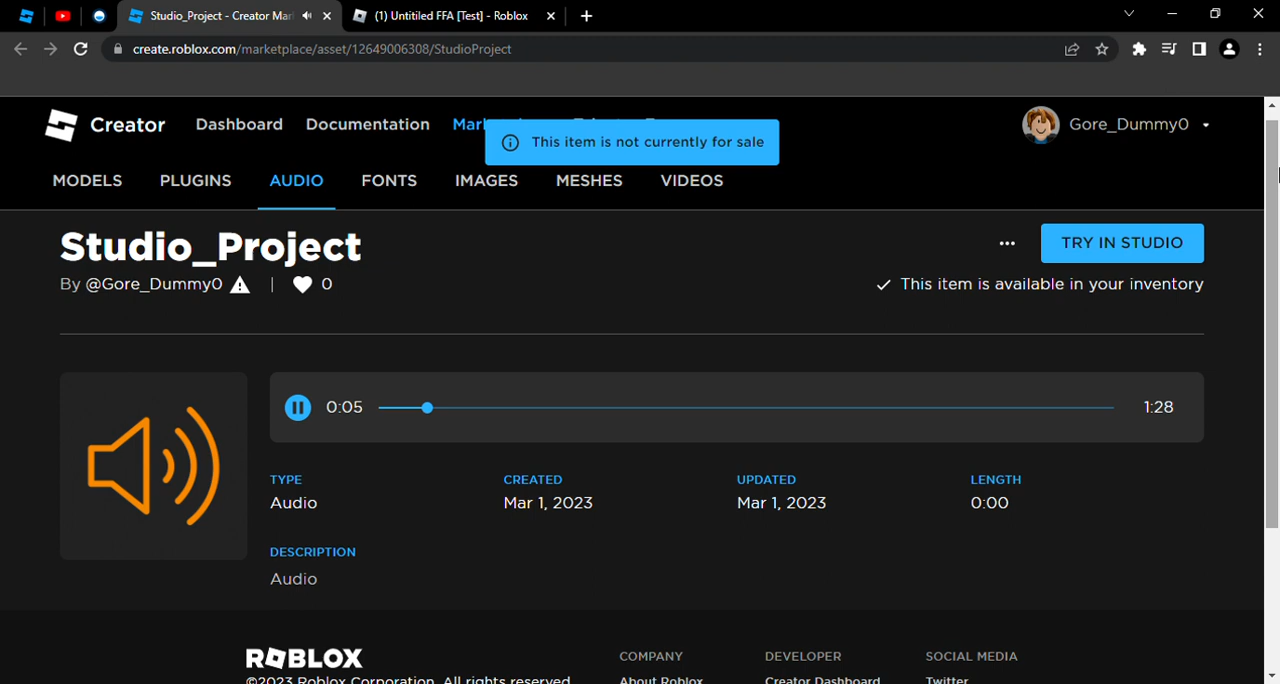 Studio_Project - Creator Mar
(1) Untitiled FFA [Test] - Roblox
create.roblox.com/marketplace/asset/12649006308/StudioProject
Creator
Dashboard
Documentation
Gore_Dummy0
This item is not currently for sale
MODELS
PLUGINS
AUDIO
FONTS
IMAGES
MESHES
VIDEOS
Studio_Project
TRY IN STUDIO
By @Gore_Dummy0 | 0
This item is available in your inventory
0:05
1:28
TYPE
CREATED
UPDATED
LENGTH
Audio
Mar 1, 2023
Mar 1, 2023
0:00
DESCRIPTION
Audio
ROBLOX
COMPANY
DEVELOPER
SOCIAL MEDIA
©2023 Roblox Corporation. All rights reserved
About Roblox
Creator Dashboard
Twitter